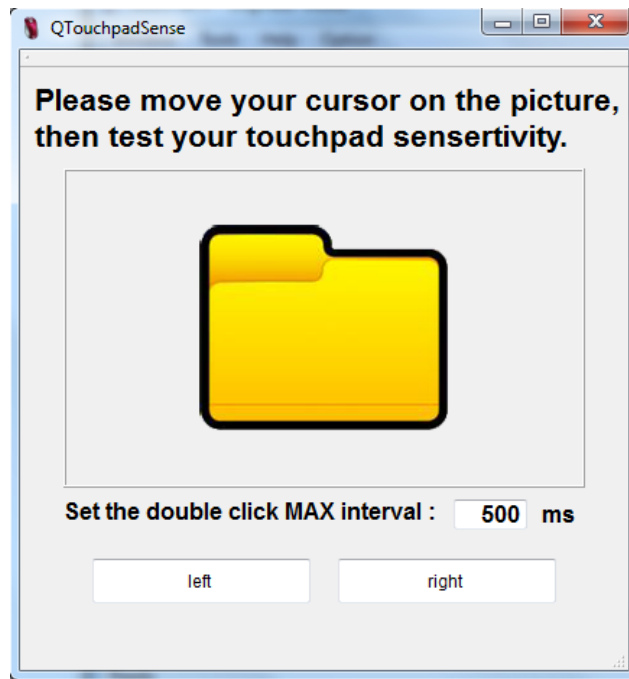 QTouchpadSense
Please move your cursor on the picture,
then test your touchpad sensertivity.
Set the double click MAX interval : 500 ms
left right